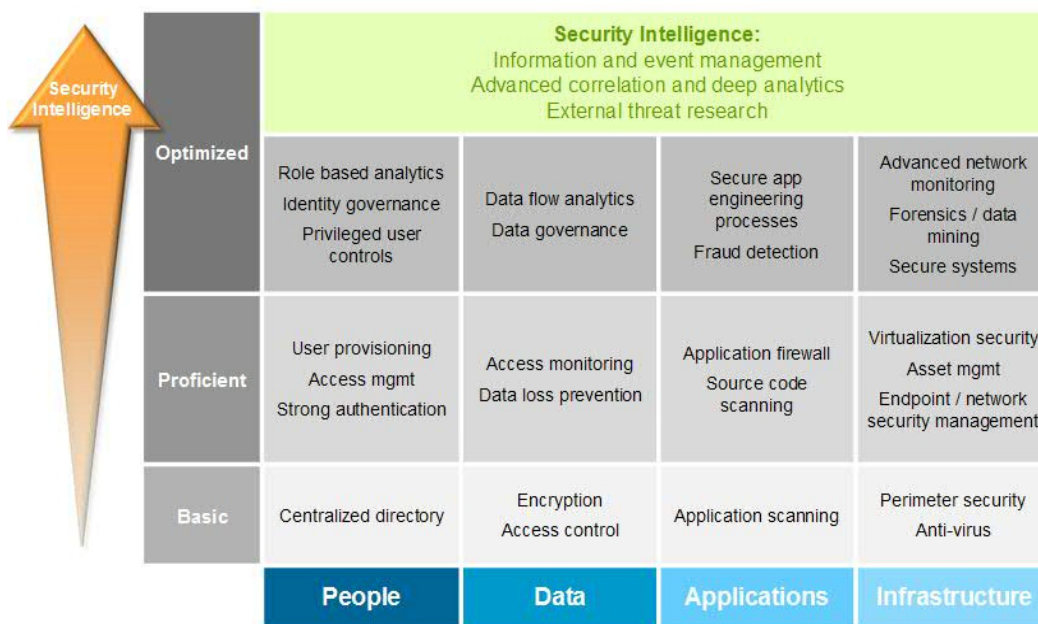 Security Intelligence:
Information and event management
Advanced correlation and deep analytics
External threat research
Security
Intelligence
Optimized
Role based analytics
Identity governance
Privileged user
controls
Data flow analytics
Data governance
Secure app
engineering
processes
Fraud detection
Advanced network
monitoring
Forensics / data
mining
Secure systems
Proficient
User provisioning
Access mgmt
Strong authentication
Access monitoring
Data loss prevention
Application firewall
Source code
scanning
Virtualization security
Asset mgmt
Endpoint / network
security management
Basic
Centralized directory
Encryption
Access control
Application scanning
Perimeter security
Anti-virus
People
Data
Applications
Infrastructure